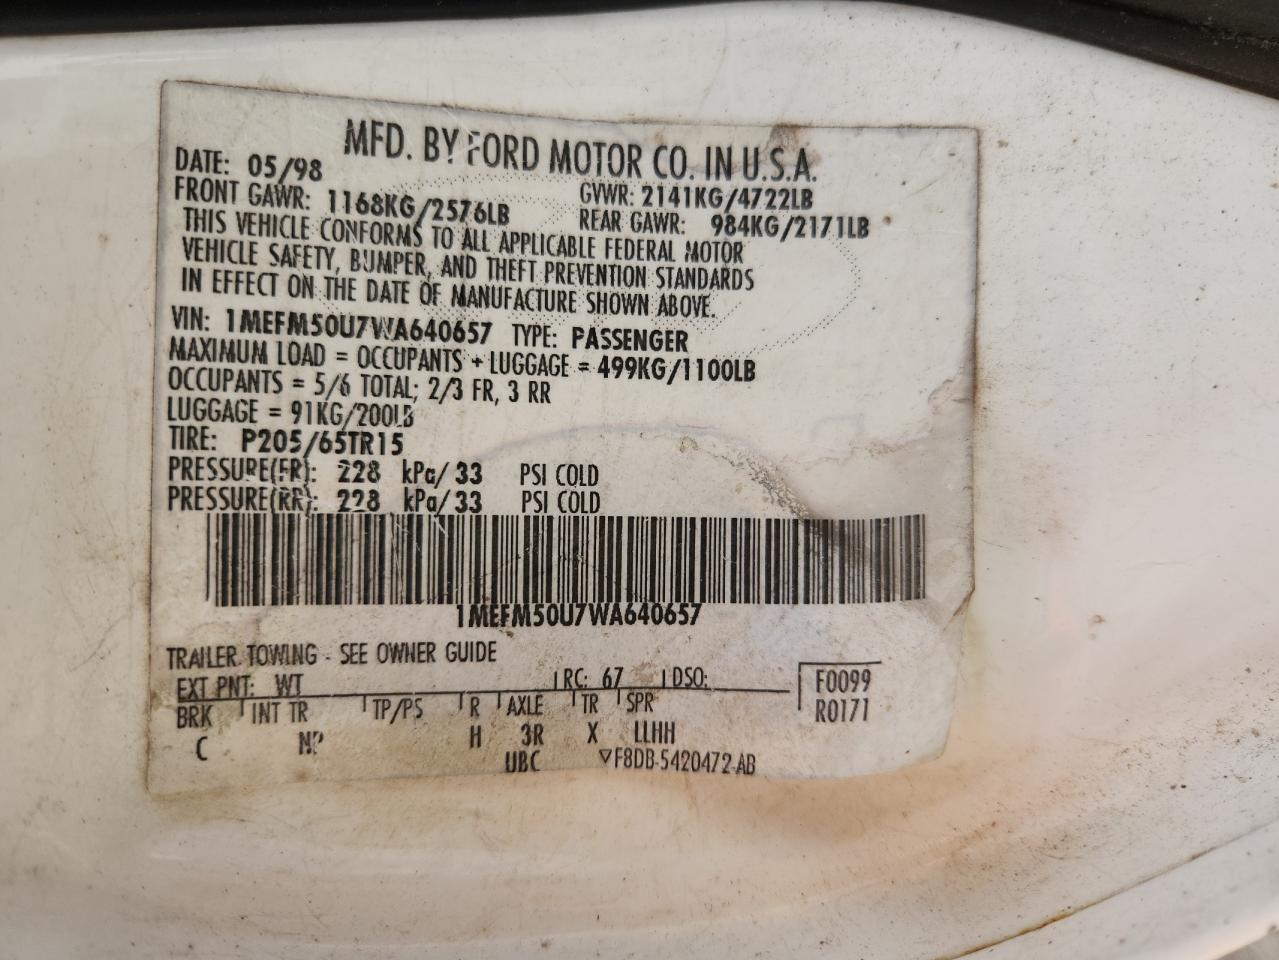 MFD. BY FORD MOTOR CO. IN U.S.A.
DATE: 05/98 GVWR: 2141KG/4722LB
FRONT GAWR: 1168KG/2576LB REAR GAWR: 984KG/2171LB
THIS VEHICLE CONFORMS TO ALL APPLICABLE FEDERAL MOTOR
VEHICLE SAFETY, BUMPER, AND THEFT PREVENTION STANDARDS
IN EFFECT ON THE DATE OF MANUFACTURE SHOWN ABOVE.
VIN: 1MEFM50U7WA640657 TYPE: PASSENGER
MAXIMUM LOAD = OCCUPANTS + LUGGAGE = 499KG/1100LB
OCCUPANTS = 5/6 TOTAL; 2/3 FR, 3 RR
LUGGAGE = 91KG/200LB
TIRE: P205/65TR15
PRESSURE(FR): 228 kPa/33 PSI COLD
PRESSURE(RR): 228 kPa/33 PSI COLD
1MEFM50U7WA640657
TRAILER TOWING - SEE OWNER GUIDE
EXT PNT: WT RC: 67 DSO: F0099
BRK INT TR TP/PS R AXLE TR SPR R0171
C H 3R X LLHH
UBC ▽F8DB-5420472-AB